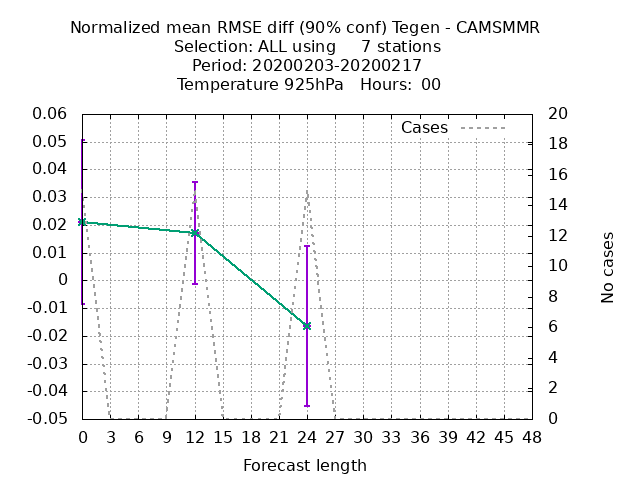 Normalized mean RMSE diff (90% conf) Tegen - CAMSMMR
Selection: ALL using 7 stations
Period: 20200203-20200217
Temperature 925hPa Hours: 00
Cases
0.06
0.05
0.04
0.03
0.02
0.01
0
-0.01
-0.02
-0.03
-0.04
-0.05
20
18
16
14
12
10
8
6
4
2
0
No cases
0 3 6 9 12 15 18 21 24 27 30 33 36 39 42 45 48
Forecast length